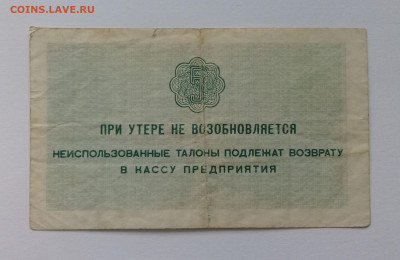 COINS.LAVE.RU
5
ПРИ УТЕРЕ НЕ ВОЗОБНОВЛЯЕТСЯ
НЕИСПОЛЬЗОВАННЫЕ ТАЛОНЫ ПОДЛЕЖАТ ВОЗВРАТУ
В КАССУ ПРЕДПРИЯТИЯ